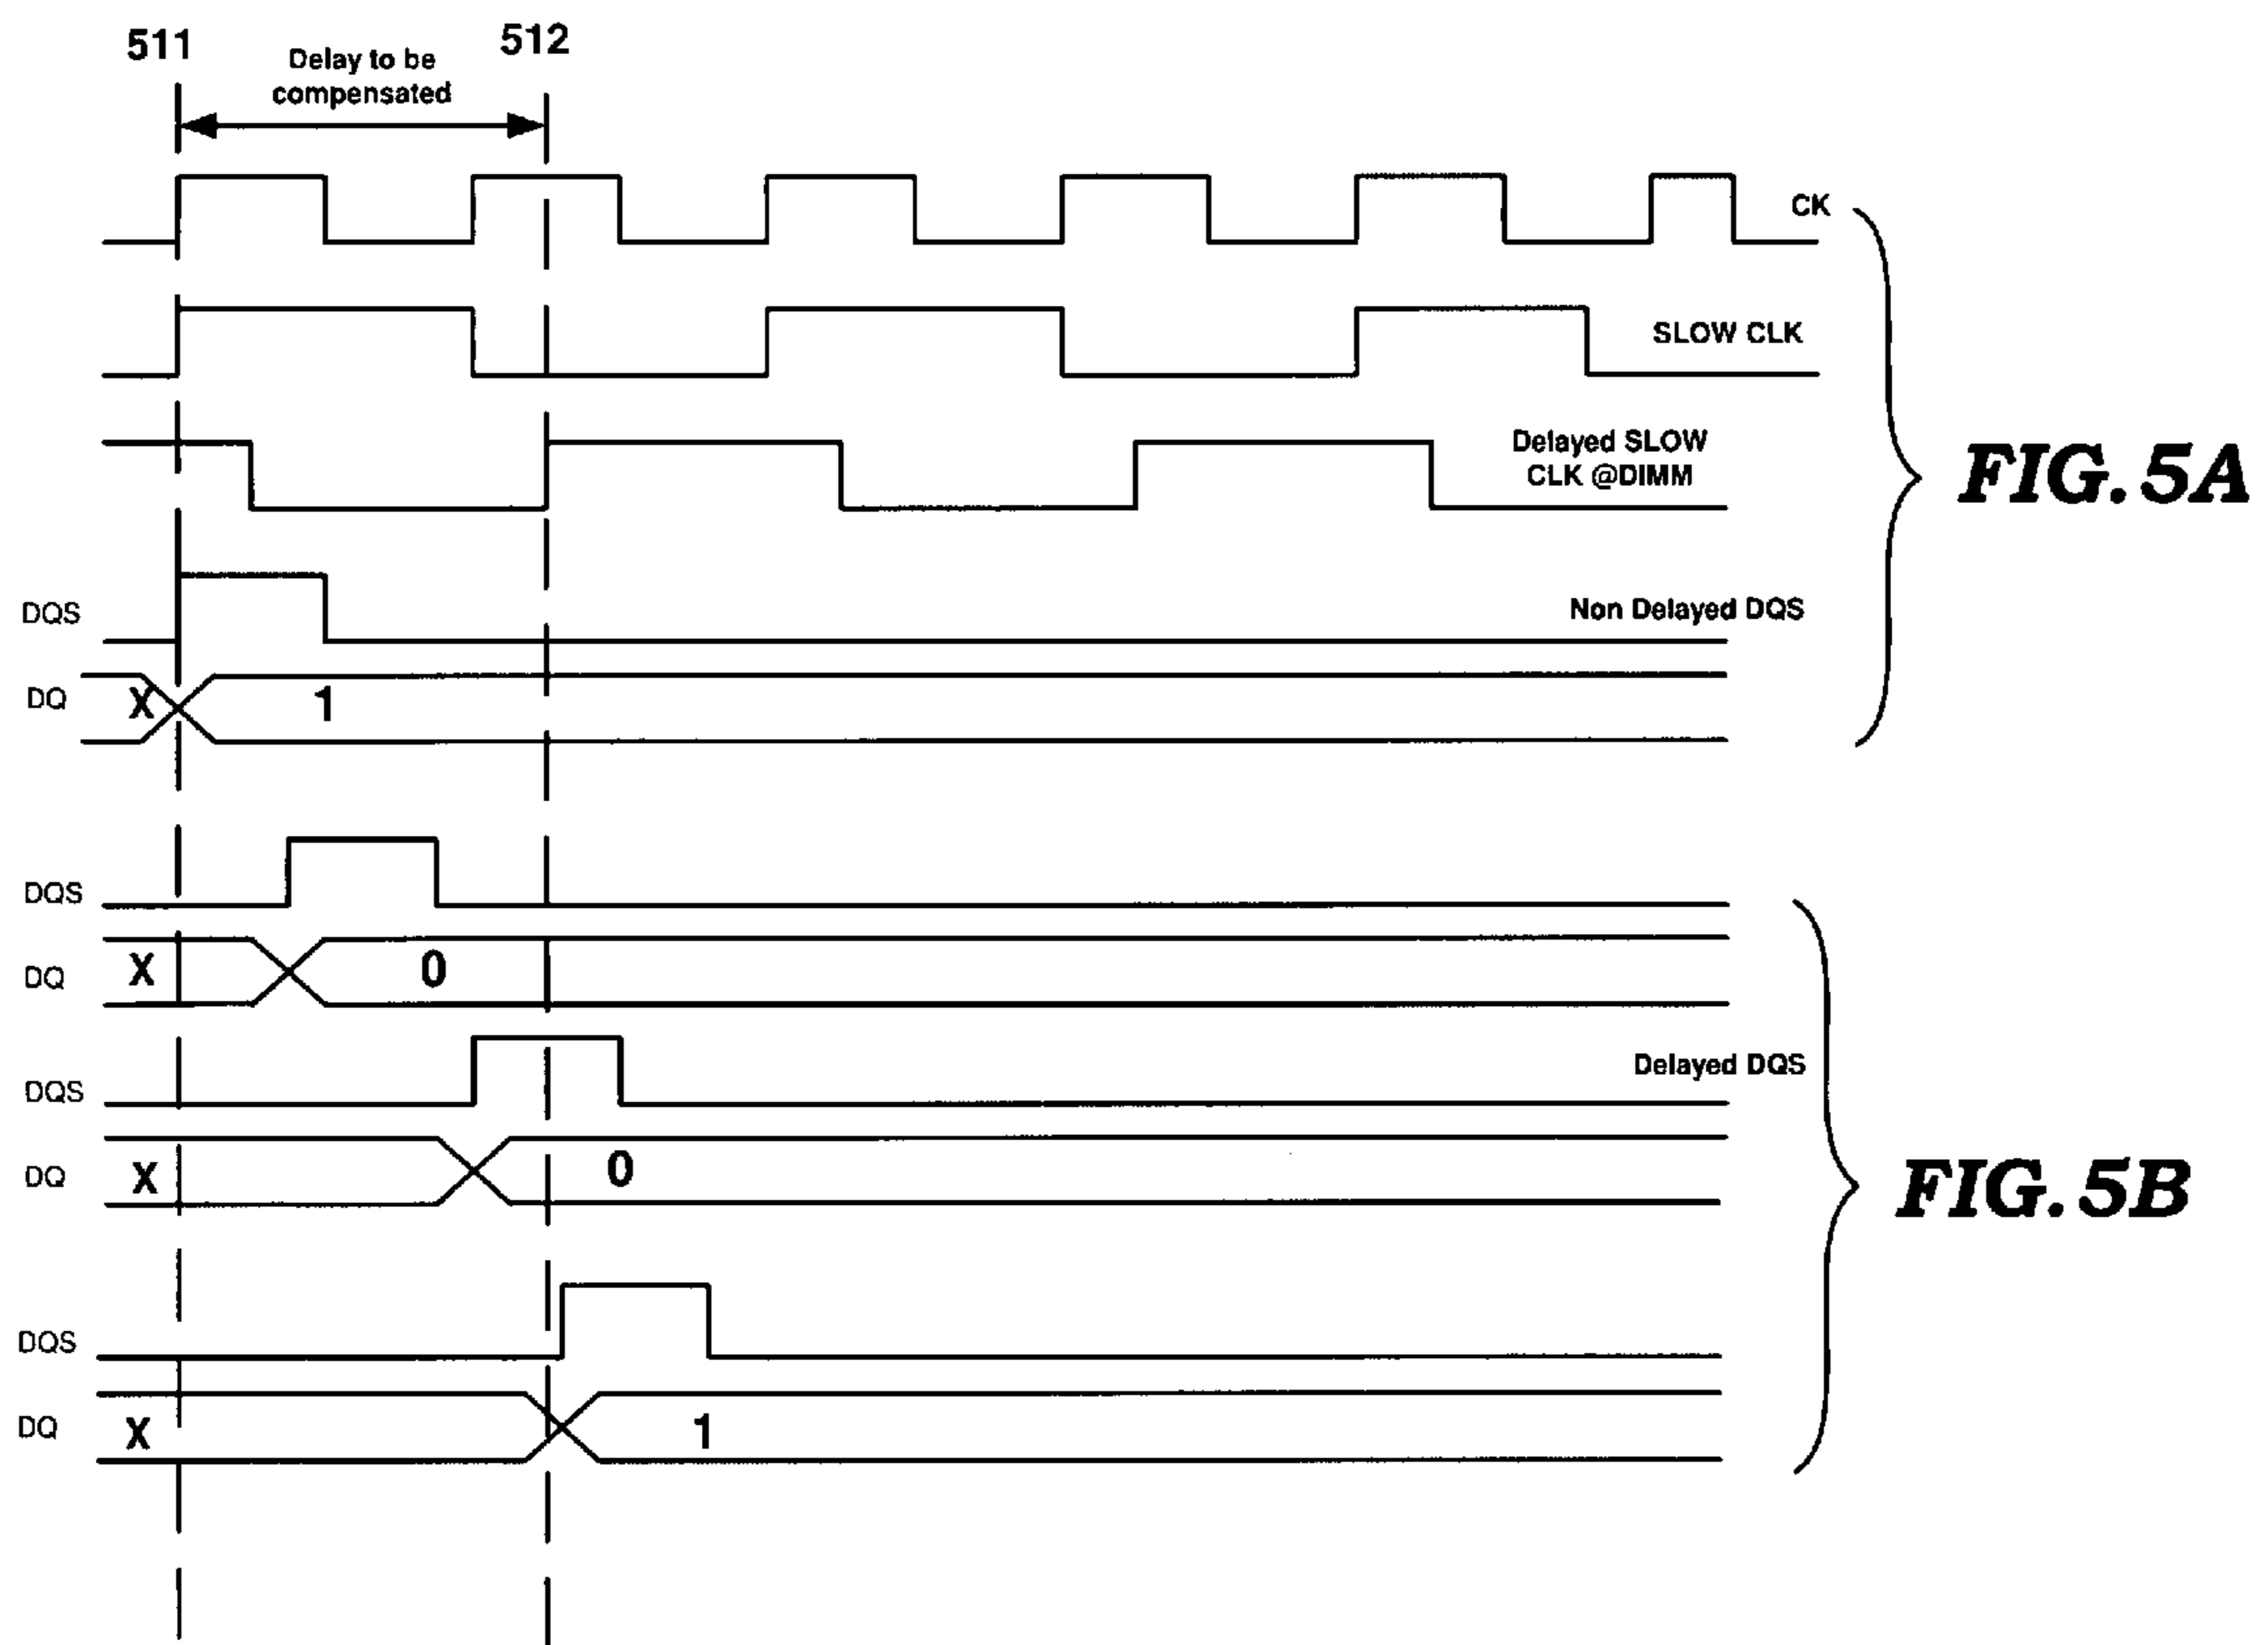 511
Delay to be
compensated
512
CK
SLOW CLK
Delayed SLOW
CLK @DIMM
FIG. 5A
DQS
Non Delayed DQS
DQ
X
1
DQS
DQ
X
0
DQS
Delayed DQS
DQ
X
0
FIG. 5B
DQS
DQ
X
1